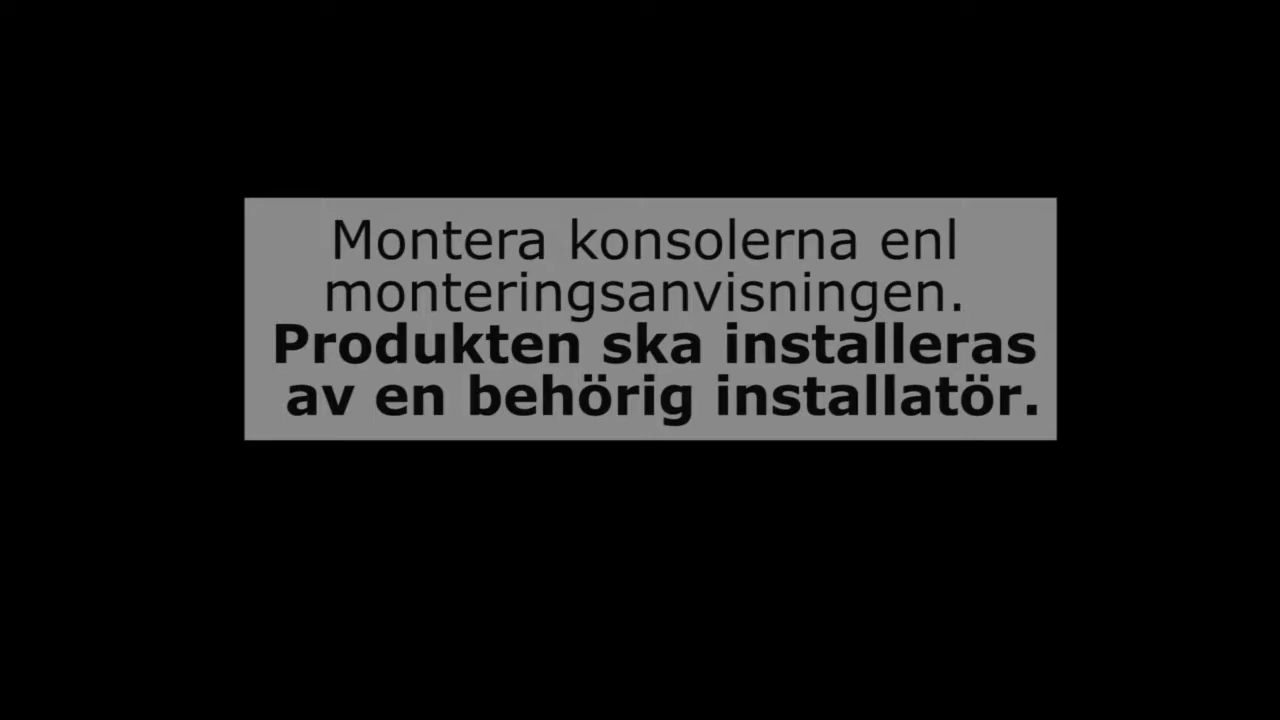 Montera konsolerna enl
monteringsanvisningen.
Produkten ska installeras
av en behörig installatör.